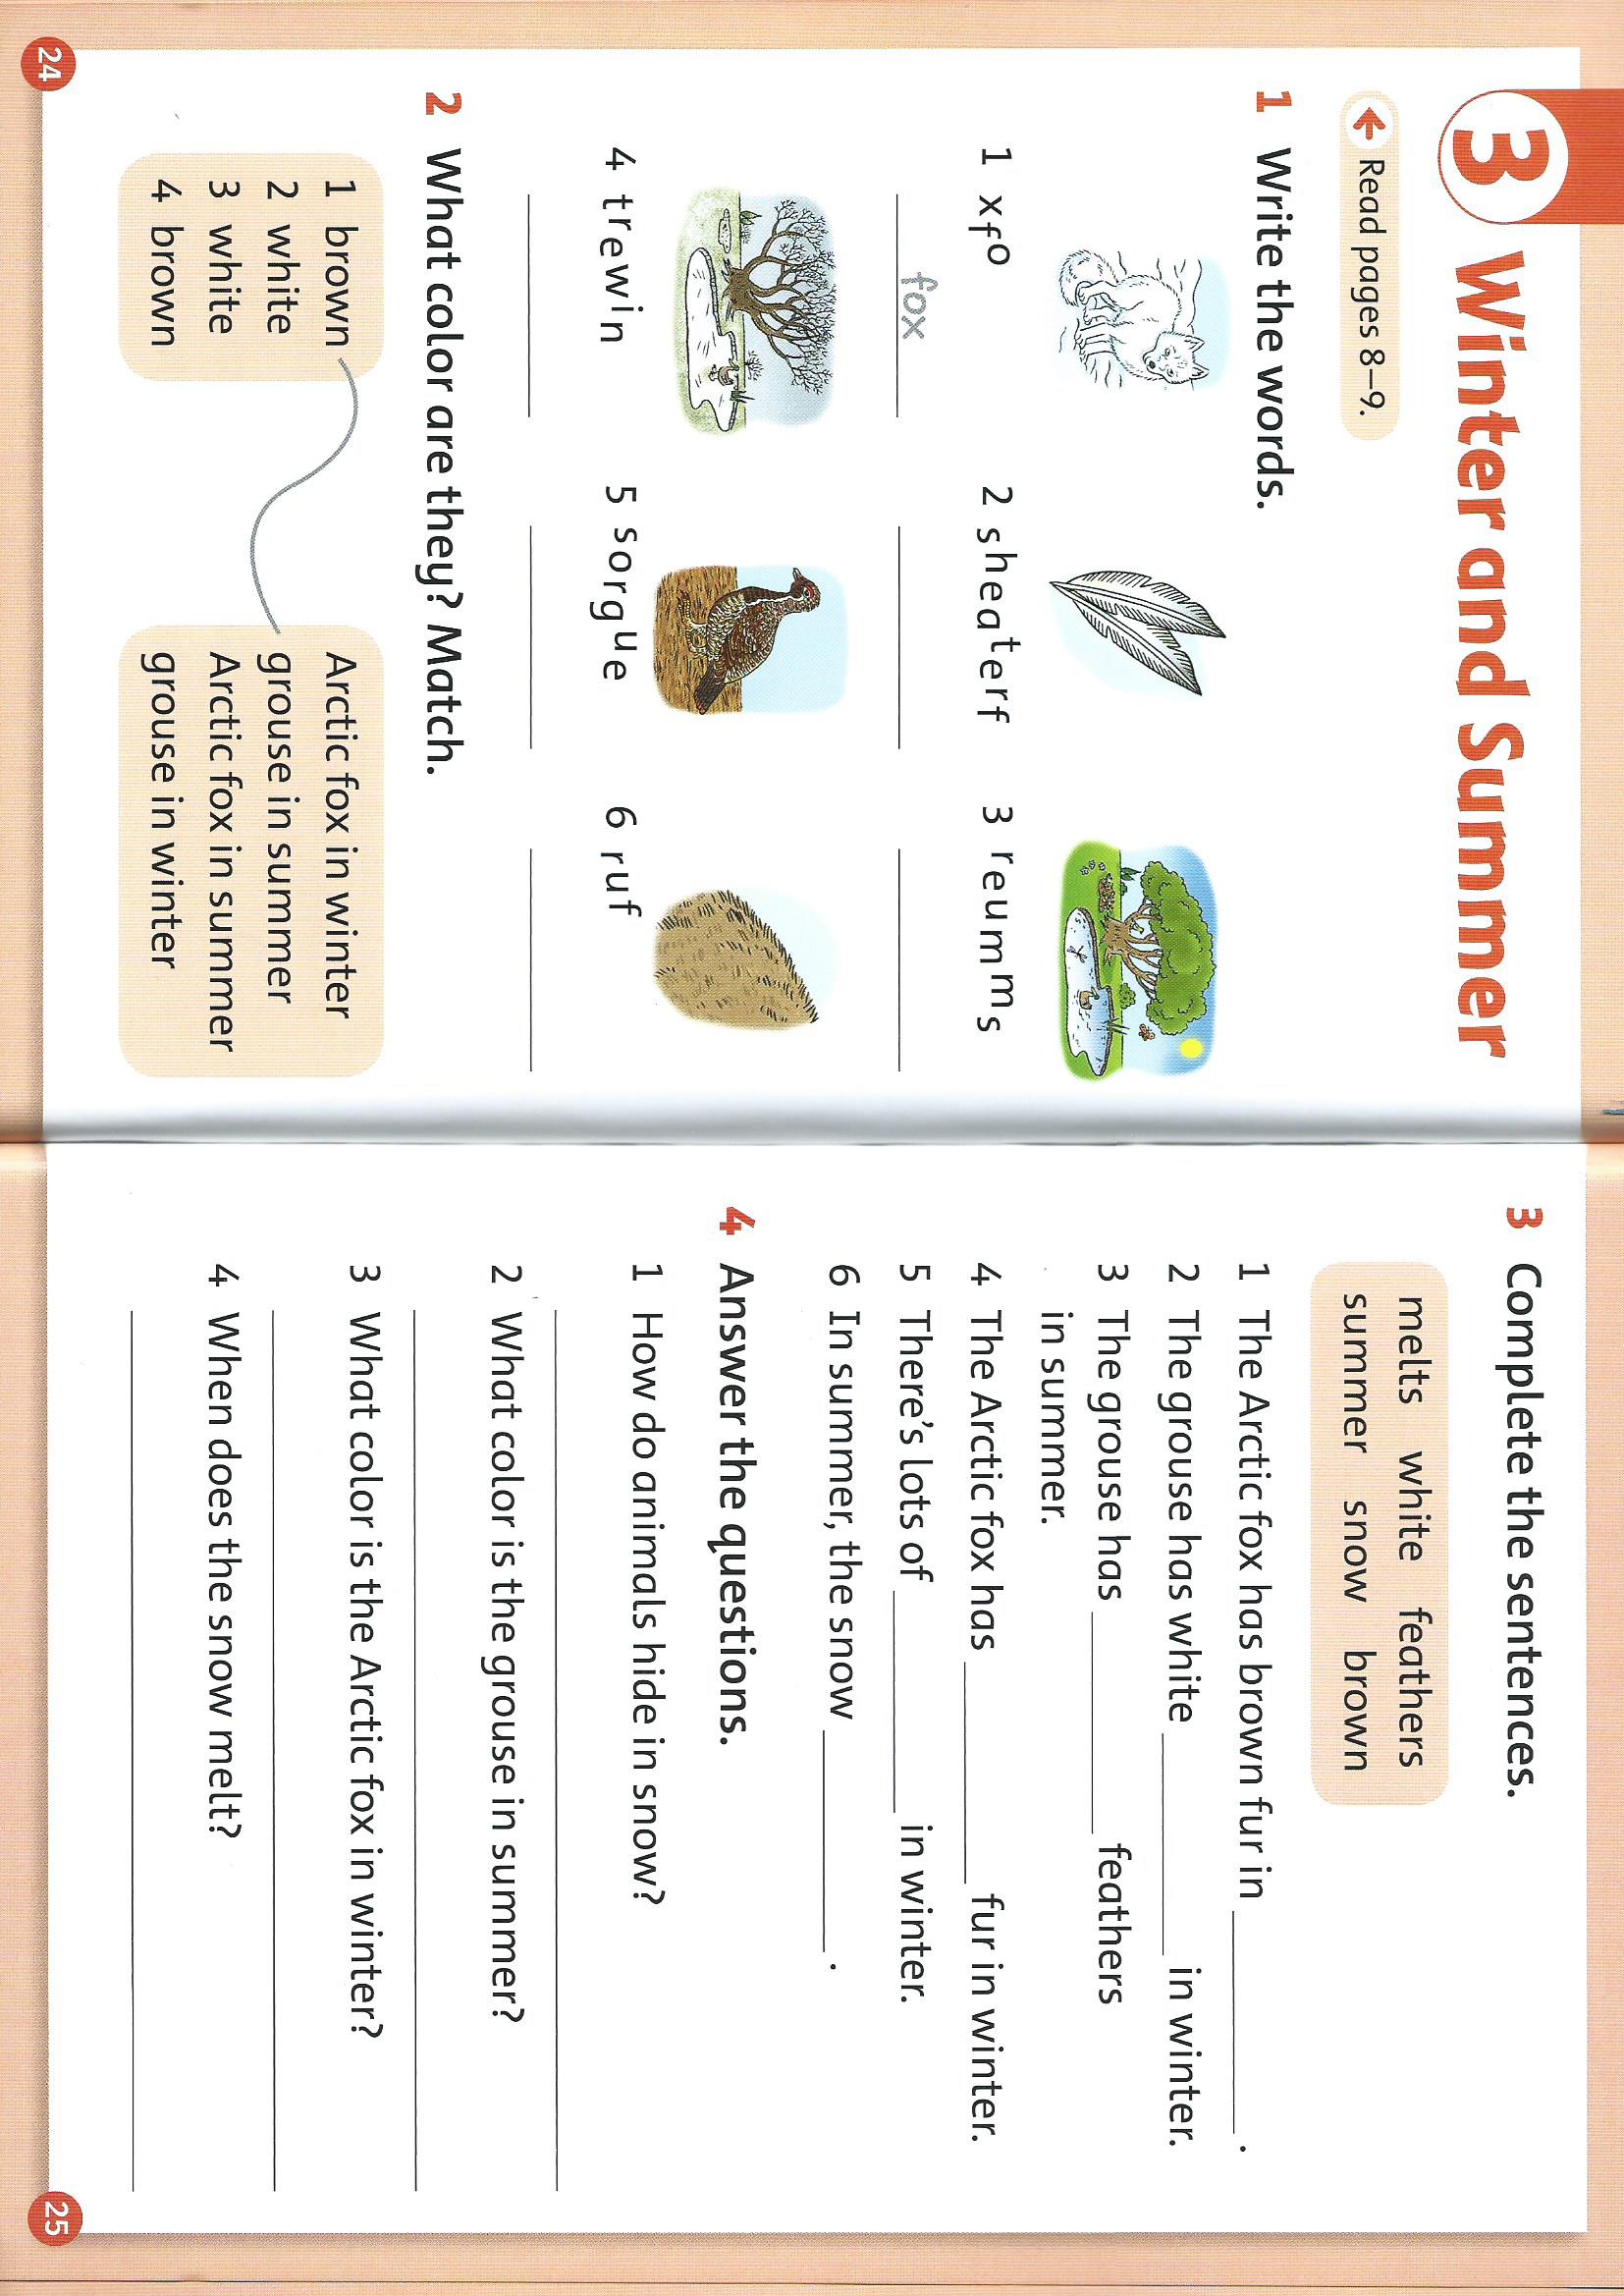 3 Winter and Summer
← Read pages 8–9.
1 Write the words.
1 xfo
2 sheaterf
3 reumms
fox
4 trewin
5 sorgue
6 ruf
2 What color are they? Match.
1 brown
2 white
3 white
4 brown
Arctic fox in winter
grouse in summer
Arctic fox in summer
grouse in winter
24
3 Complete the sentences.
melts white feathers
summer snow brown
1 The Arctic fox has brown fur in ________.
2 The grouse has white ________ in winter.
3 The grouse has ________ feathers
in summer.
4 The Arctic fox has ________ fur in winter.
5 There's lots of ________ in winter.
6 In summer, the snow ________.
4 Answer the questions.
1 How do animals hide in snow?
2 What color is the grouse in summer?
3 What color is the Arctic fox in winter?
4 When does the snow melt?
25